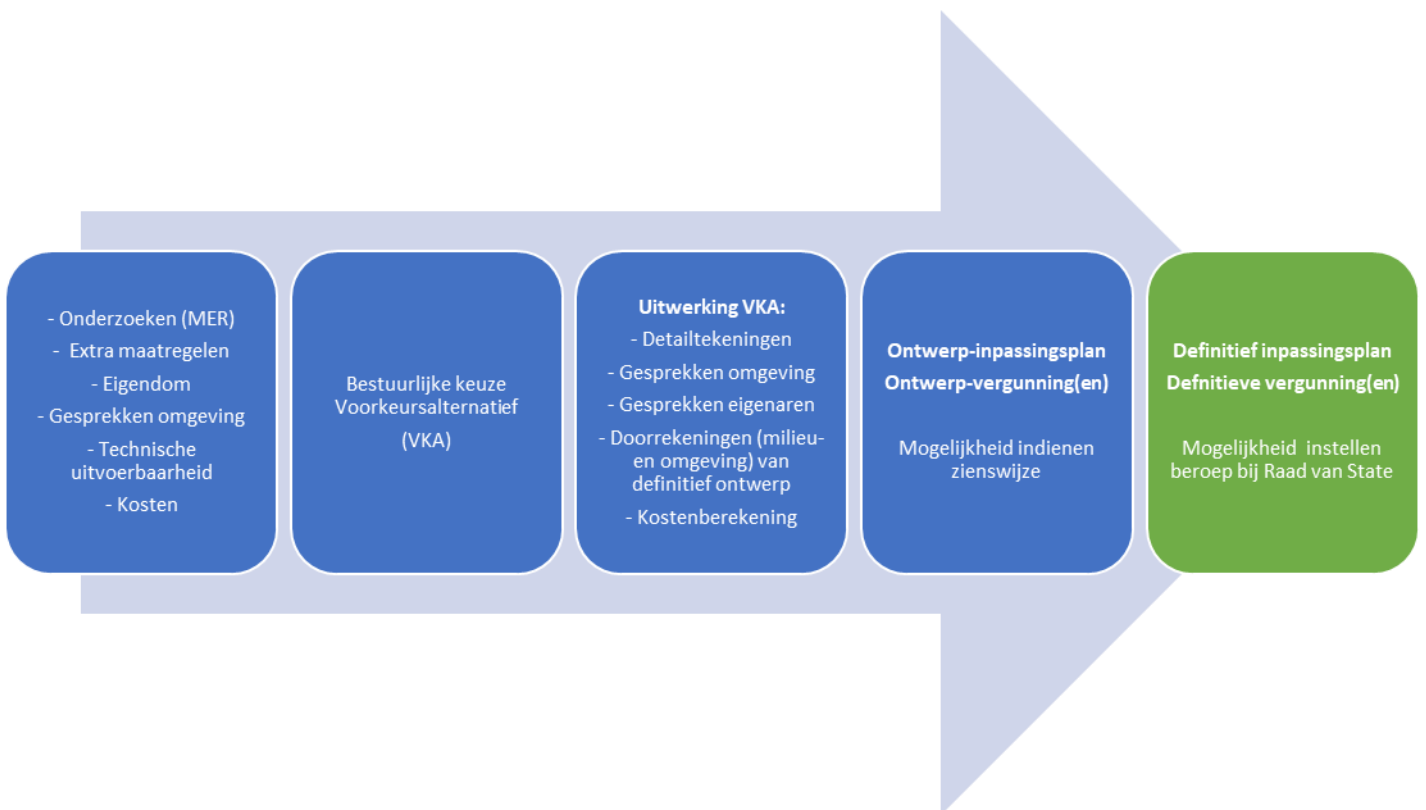 - Onderzoeken (MER)
- Extra maatregelen
- Eigendom
- Gesprekken omgeving
- Technische
uitvoerbaarheid
- Kosten
Bestuurlijke keuze
Voorkeursalternatief
(VKA)
Uitwerking VKA:
- Detailtekeningen
- Gesprekken omgeving
- Gesprekken eigenaren
- Doorrekeningen (milieu-
en omgeving) van
definitief ontwerp
- Kostenberekening
Ontwerp-inpassingsplan
Ontwerp-vergunning(en)
Mogelijkheid indienen
zienswijze
Definitief inpassingsplan
Defnitieve vergunning(en)
Mogelijkheid instellen
beroep bij Raad van State